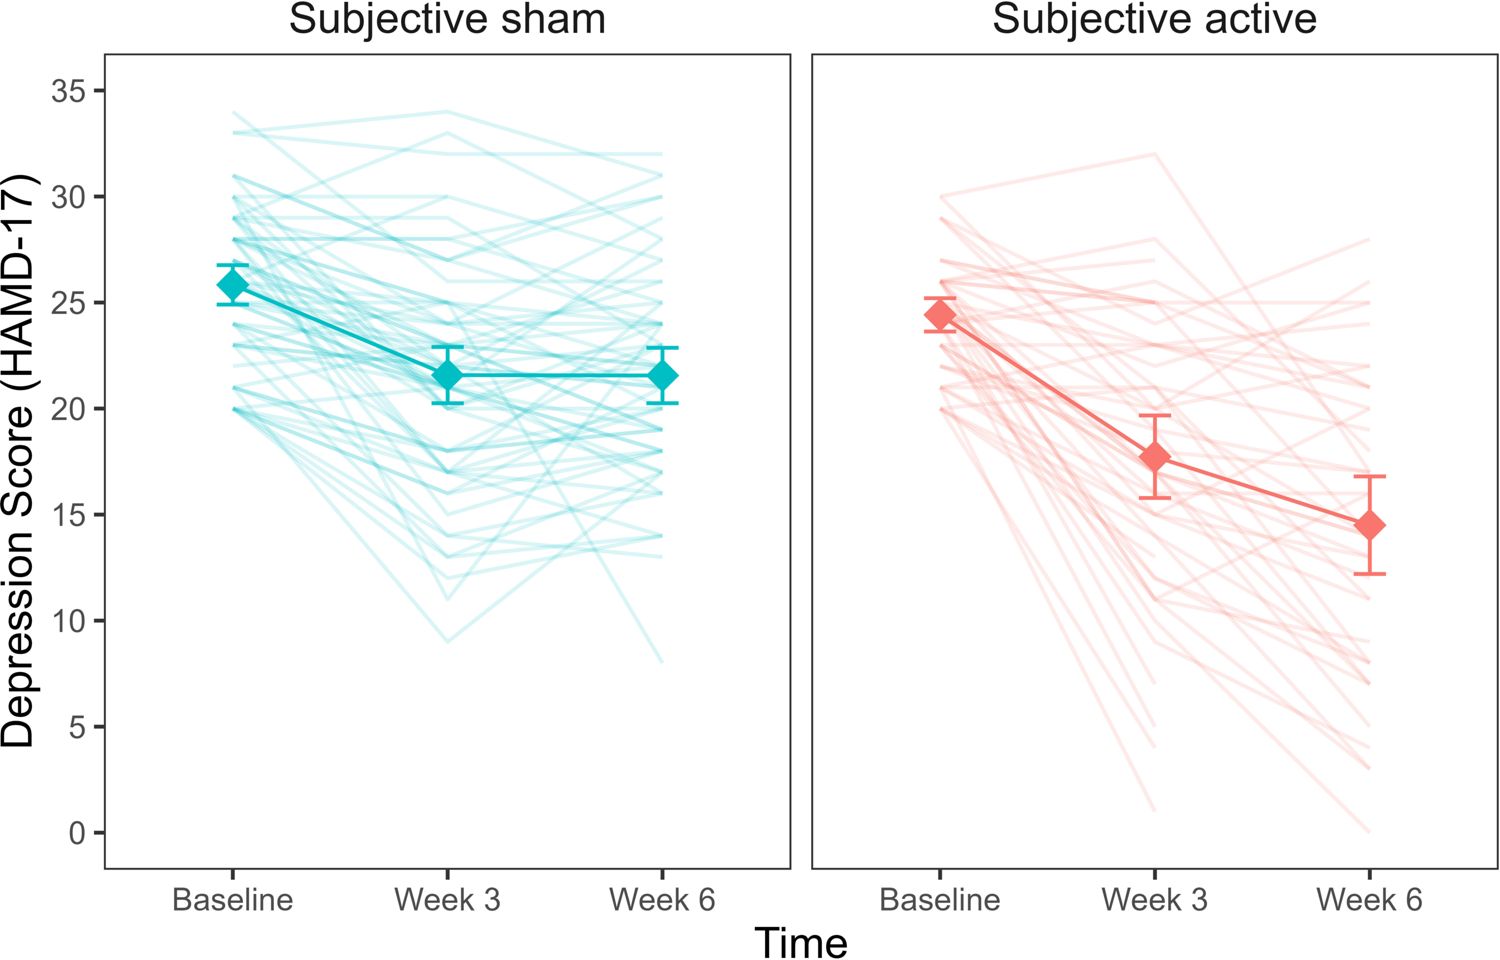 Subjective sham
Subjective active
Depression Score (HAMD-17)
35
30
25
20
15
10
5
0
Baseline
Week 3
Week 6
Baseline
Week 3
Week 6
Time